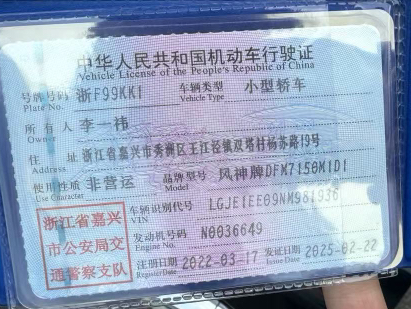 中华人民共和国机动车行驶证
Vehicle License of the People's Republic of China
号牌号码 浙F99KK1 车辆类型 小型轿车
Plate No. Vehicle Type
所有人 李一祎
Owner
住址 浙江省嘉兴市秀洲区王江泾镇双塔村杨苏路19号
Address
使用性质 非营运 品牌型号 风神牌DFM7150M1D1
Use Character Model
浙江省嘉兴市公安局交通警察支队
车辆识别代号 LGJE1EE09NM981936
VIN
发动机号码 N0036649
Engine No.
注册日期 2022-03-17 发证日期 2025-02-22
Register Date Issue Date